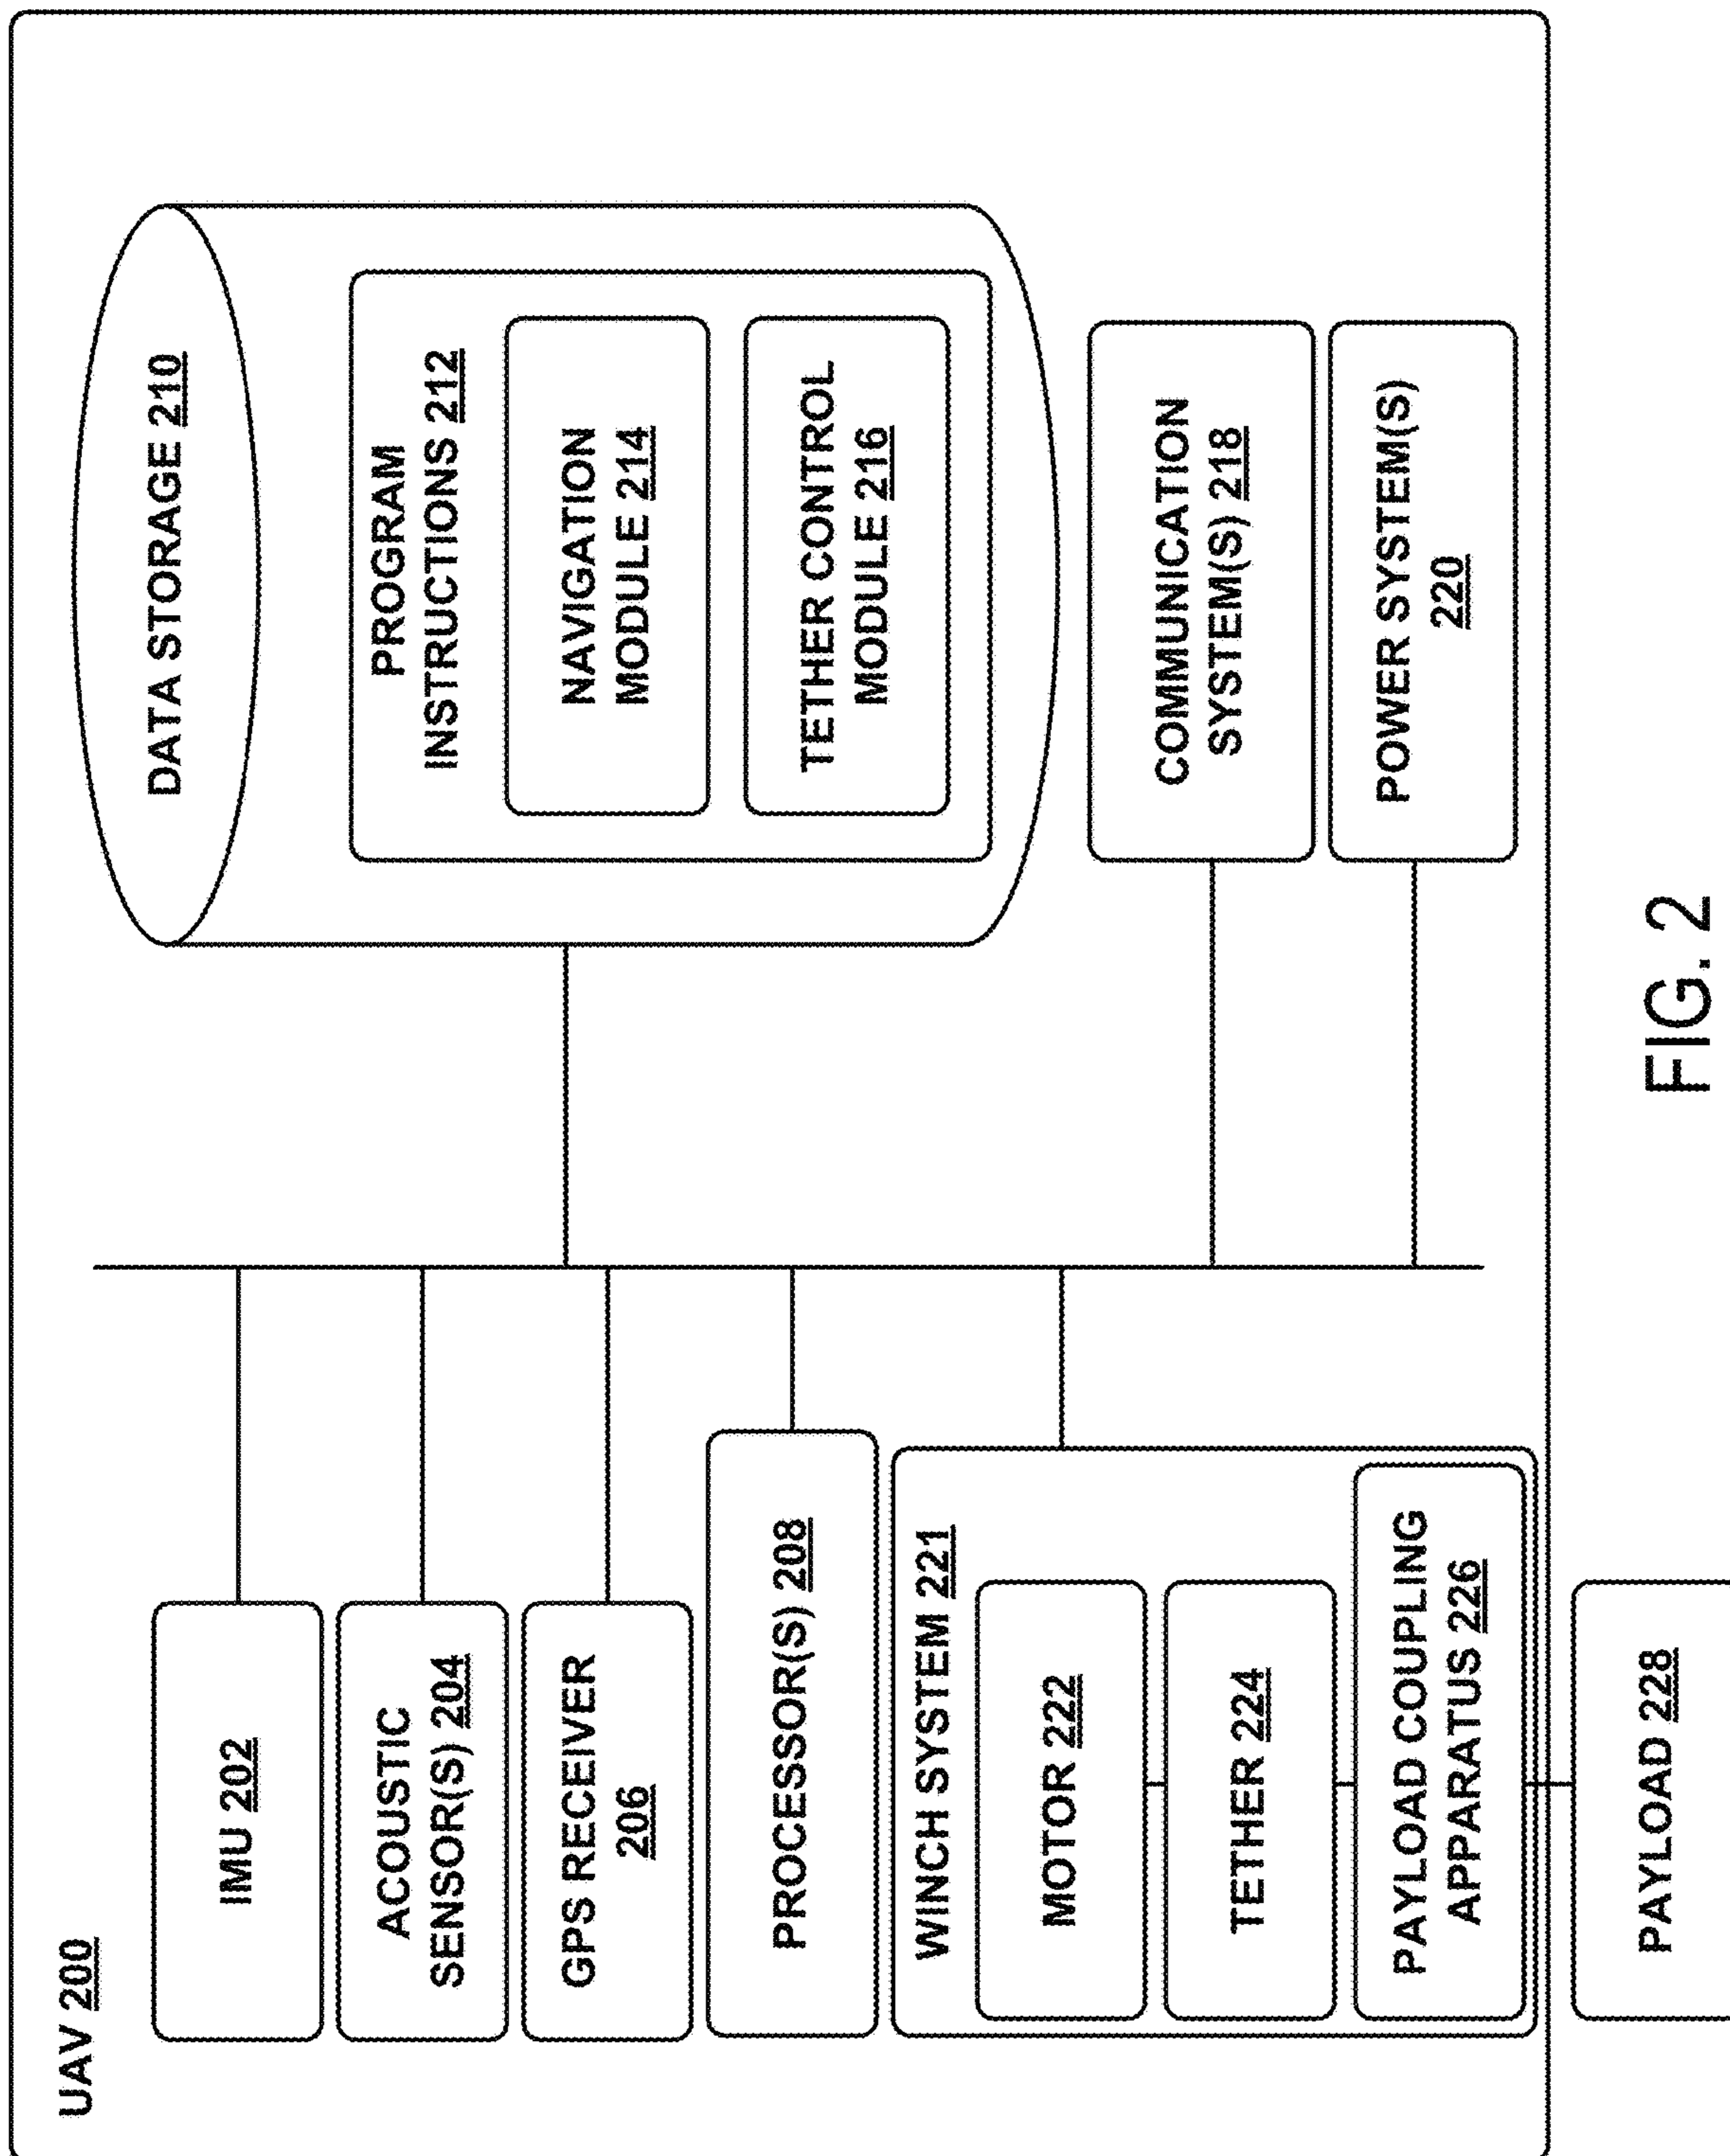 UAV 200
IMU 202
ACOUSTIC
SENSOR(S) 204
GPS RECEIVER
206
PROCESSOR(S) 208
WINCH SYSTEM 221
MOTOR 222
TETHER 224
PAYLOAD COUPLING
APPARATUS 226
PAYLOAD 228
DATA STORAGE 210
PROGRAM
INSTRUCTIONS 212
NAVIGATION
MODULE 214
TETHER CONTROL
MODULE 216
COMMUNICATION
SYSTEM(S) 218
POWER SYSTEM(S)
220
FIG. 2